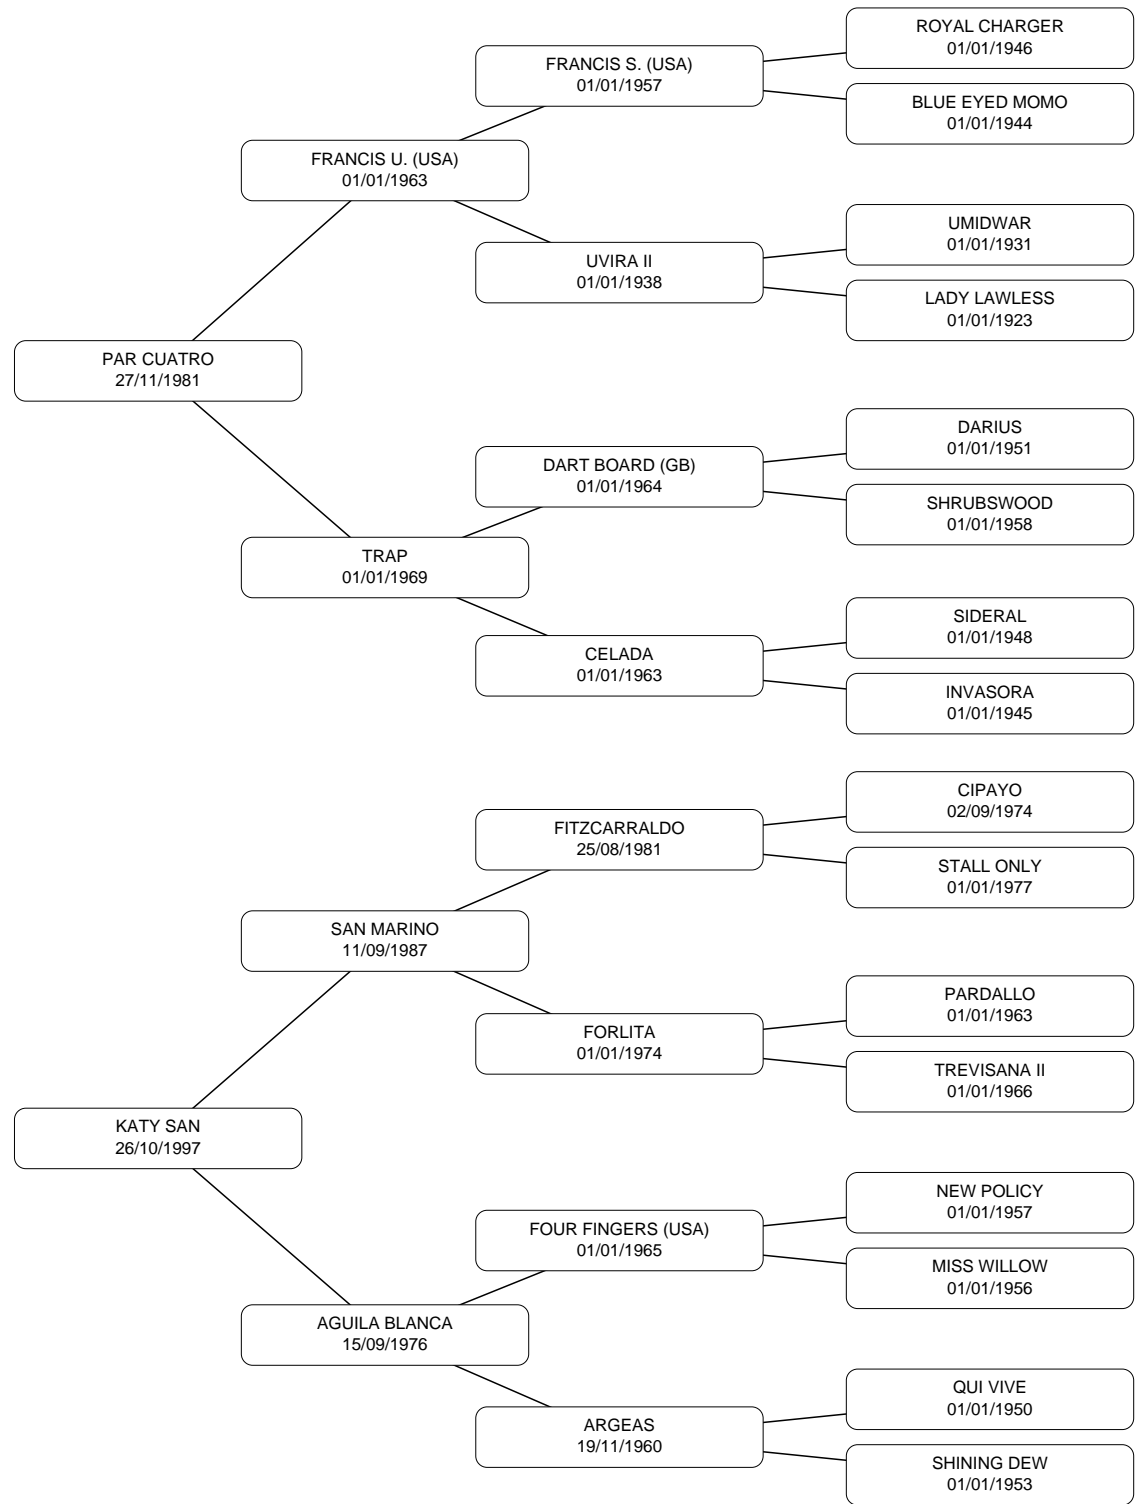 ROYAL CHARGER
01/01/1946
FRANCIS S. (USA)
01/01/1957
BLUE EYED MOMO
01/01/1944
FRANCIS U. (USA)
01/01/1963
UMIDWAR
01/01/1931
UVIRA II
01/01/1938
LADY LAWLESS
01/01/1923
PAR CUATRO
27/11/1981
DARIUS
01/01/1951
DART BOARD (GB)
01/01/1964
SHRUBSWOOD
01/01/1958
TRAP
01/01/1969
SIDERAL
01/01/1948
CELADA
01/01/1963
INVASORA
01/01/1945
CIPAYO
02/09/1974
FITZCARRALDO
25/08/1981
STALL ONLY
01/01/1977
SAN MARINO
11/09/1987
PARDALLO
01/01/1963
FORLITA
01/01/1974
TREVISANA II
01/01/1966
KATY SAN
26/10/1997
NEW POLICY
01/01/1957
FOUR FINGERS (USA)
01/01/1965
MISS WILLOW
01/01/1956
AGUILA BLANCA
15/09/1976
QUI VIVE
01/01/1950
ARGEAS
19/11/1960
SHINING DEW
01/01/1953